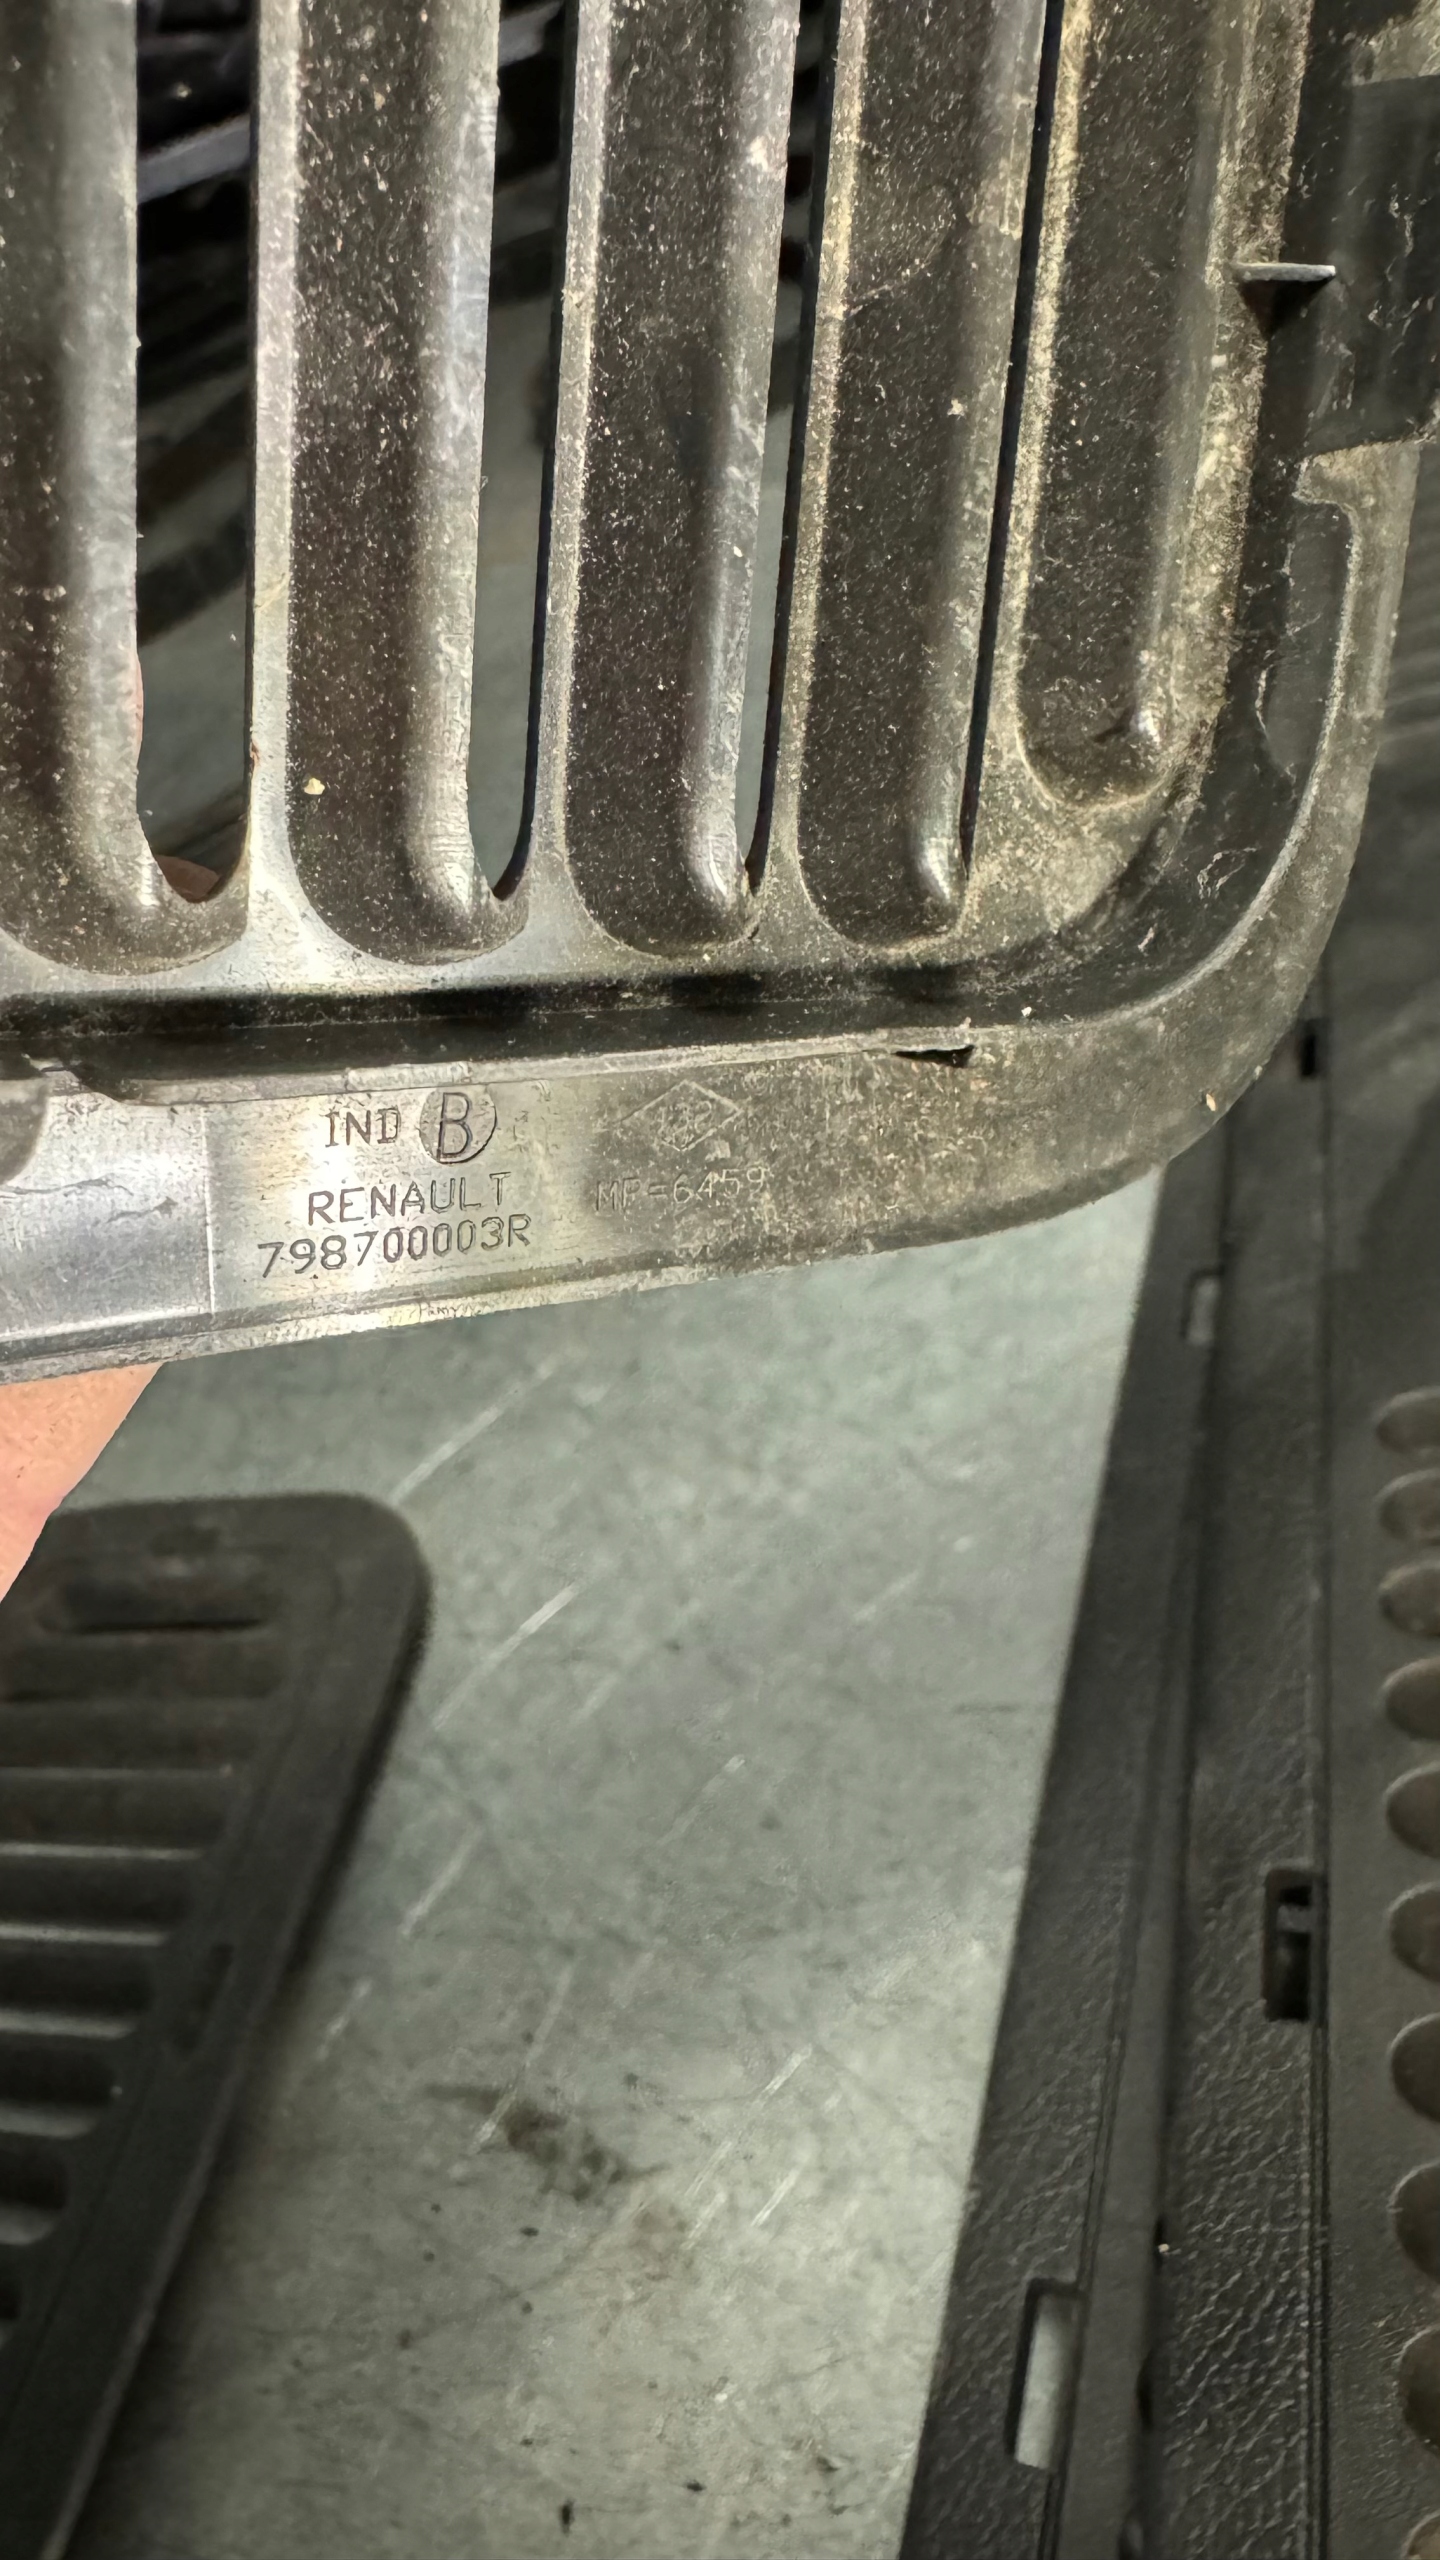 IND B
RENAULT
798700003R
MP=6459